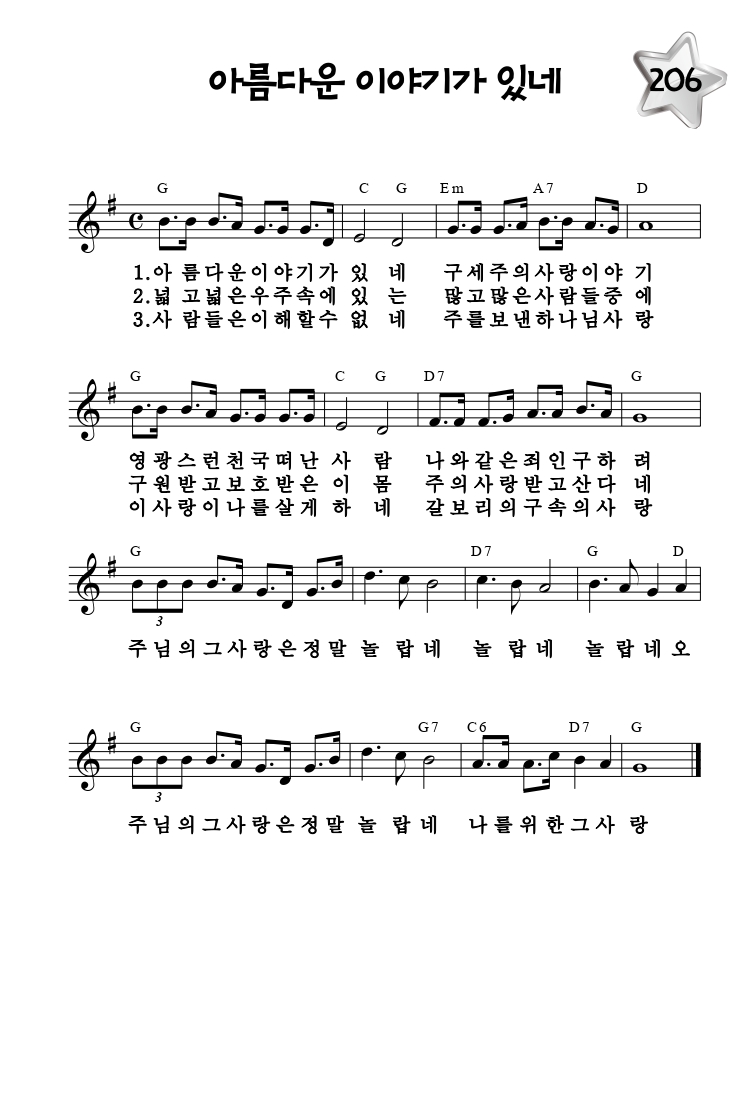 아름다운 이야기가 있네
206
G C G Em A7 D
1.아 름다운이야기가 있 네 구세주의사랑이야 기
2.넓 고넓은우주속에 있 는 많고많은사람들중 에
3.사 람들은이해할수 없 네 주를보낸하나님사 랑
G C G D7 G
영광스런천국떠난 사 람 나와같은죄인구하 려
구원받고보호받은 이 몸 주의사랑받고산다 네
이사랑이나를살게 하 네 갈보리의구속의사 랑
G D7 G D
3
주님의그사랑은정말 놀 랍네 놀 랍네 놀 랍네오
G G7 C6 D7 G
3
주님의그사랑은정말 놀 랍 네 나를위한그사 랑